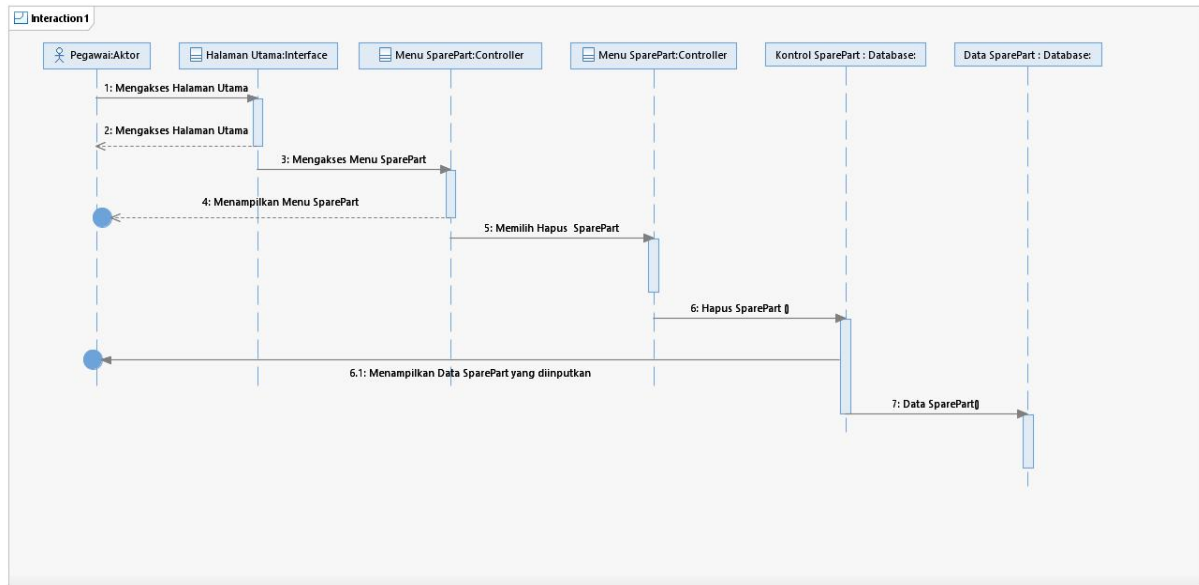 Interaction1
Pegawai:Aktor
Halaman Utama:Interface
Menu SparePart:Controller
Menu SparePart:Controller
Kontrol SparePart : Database:
Data SparePart : Database:
1: Mengakses Halaman Utama
2: Mengakses Halaman Utama
3: Mengakses Menu SparePart
4: Menampilkan Menu SparePart
5: Memilih Hapus SparePart
6: Hapus SparePart ()
6.1: Menampilkan Data SparePart yang diinputkan
7: Data SparePart()